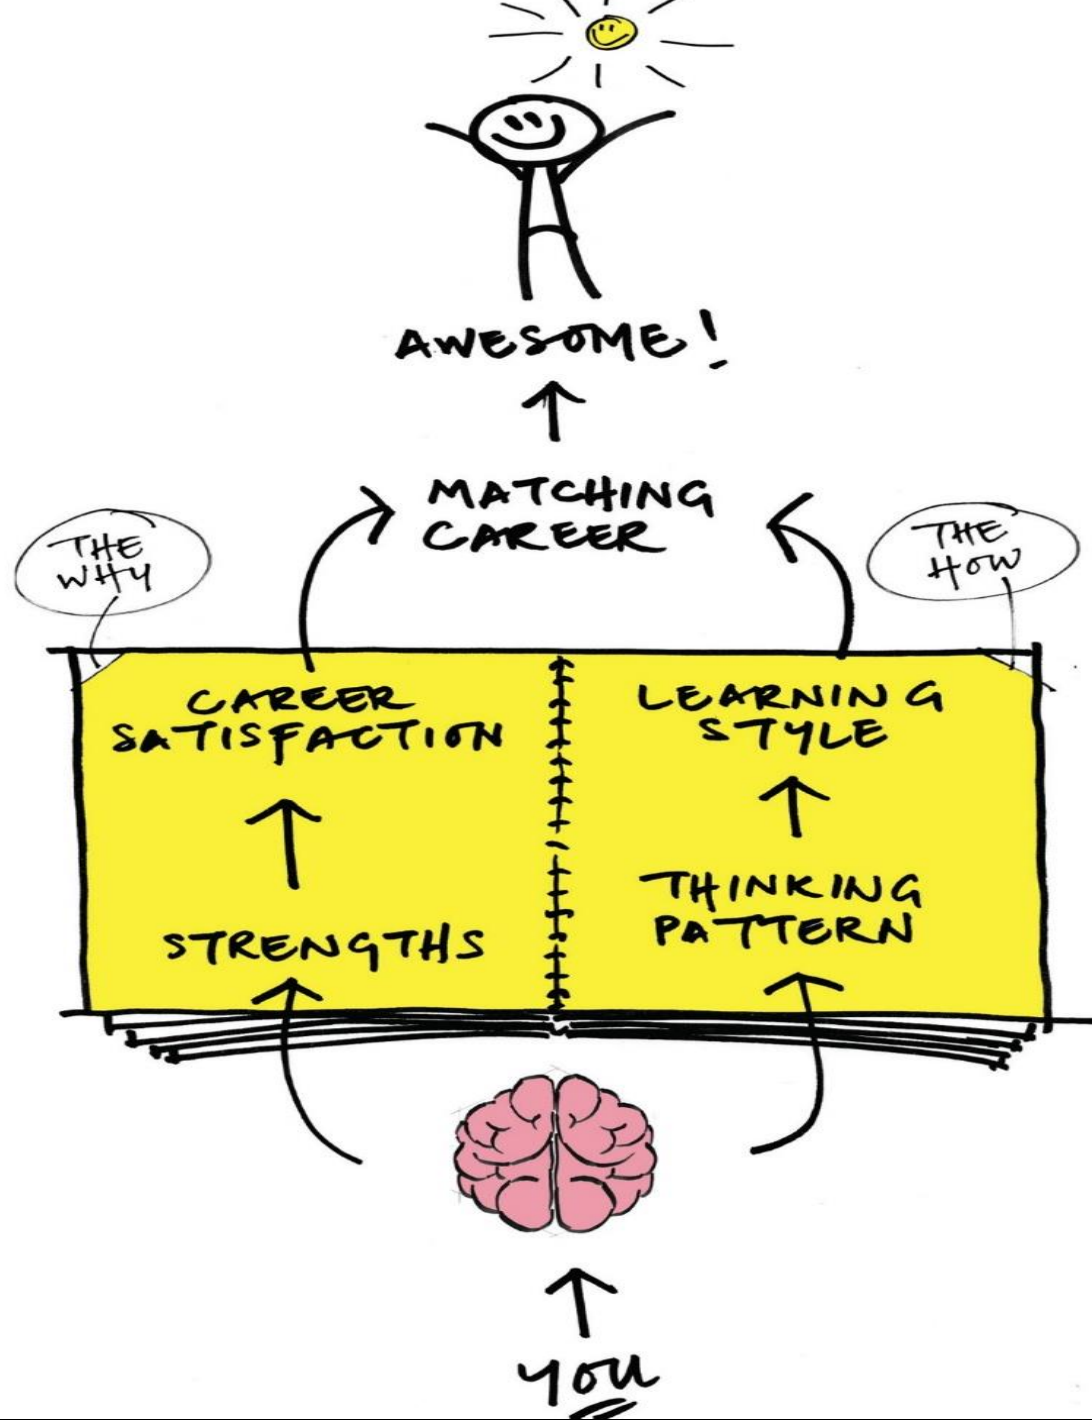 AWESOME!
MATCHING
CAREER
THE
WHY
THE
HOW
CAREER
SATISFACTION
STRENGTHS
LEARNING
STYLE
THINKING
PATTERN
YOU